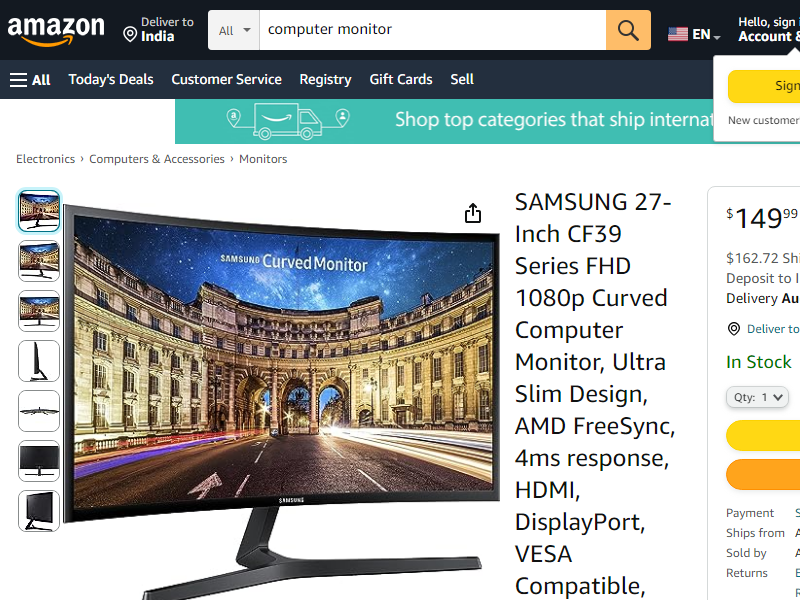 amazon
Deliver to
India
All
computer monitor
EN
Hello, sign
Account &
All
Today's Deals
Customer Service
Registry
Gift Cards
Sell
Sign
New customer
Shop top categories that ship internat
Electronics › Computers & Accessories › Monitors
SAMSUNG Curved Monitor
SAMSUNG
SAMSUNG 27-
Inch CF39
Series FHD
1080p Curved
Computer
Monitor, Ultra
Slim Design,
AMD FreeSync,
4ms response,
HDMI,
DisplayPort,
VESA
Compatible,
$14999
$162.72 Shi
Deposit to I
Delivery Au
Deliver to
In Stock
Qty: 1
Payment
Ships from
Sold by
Returns